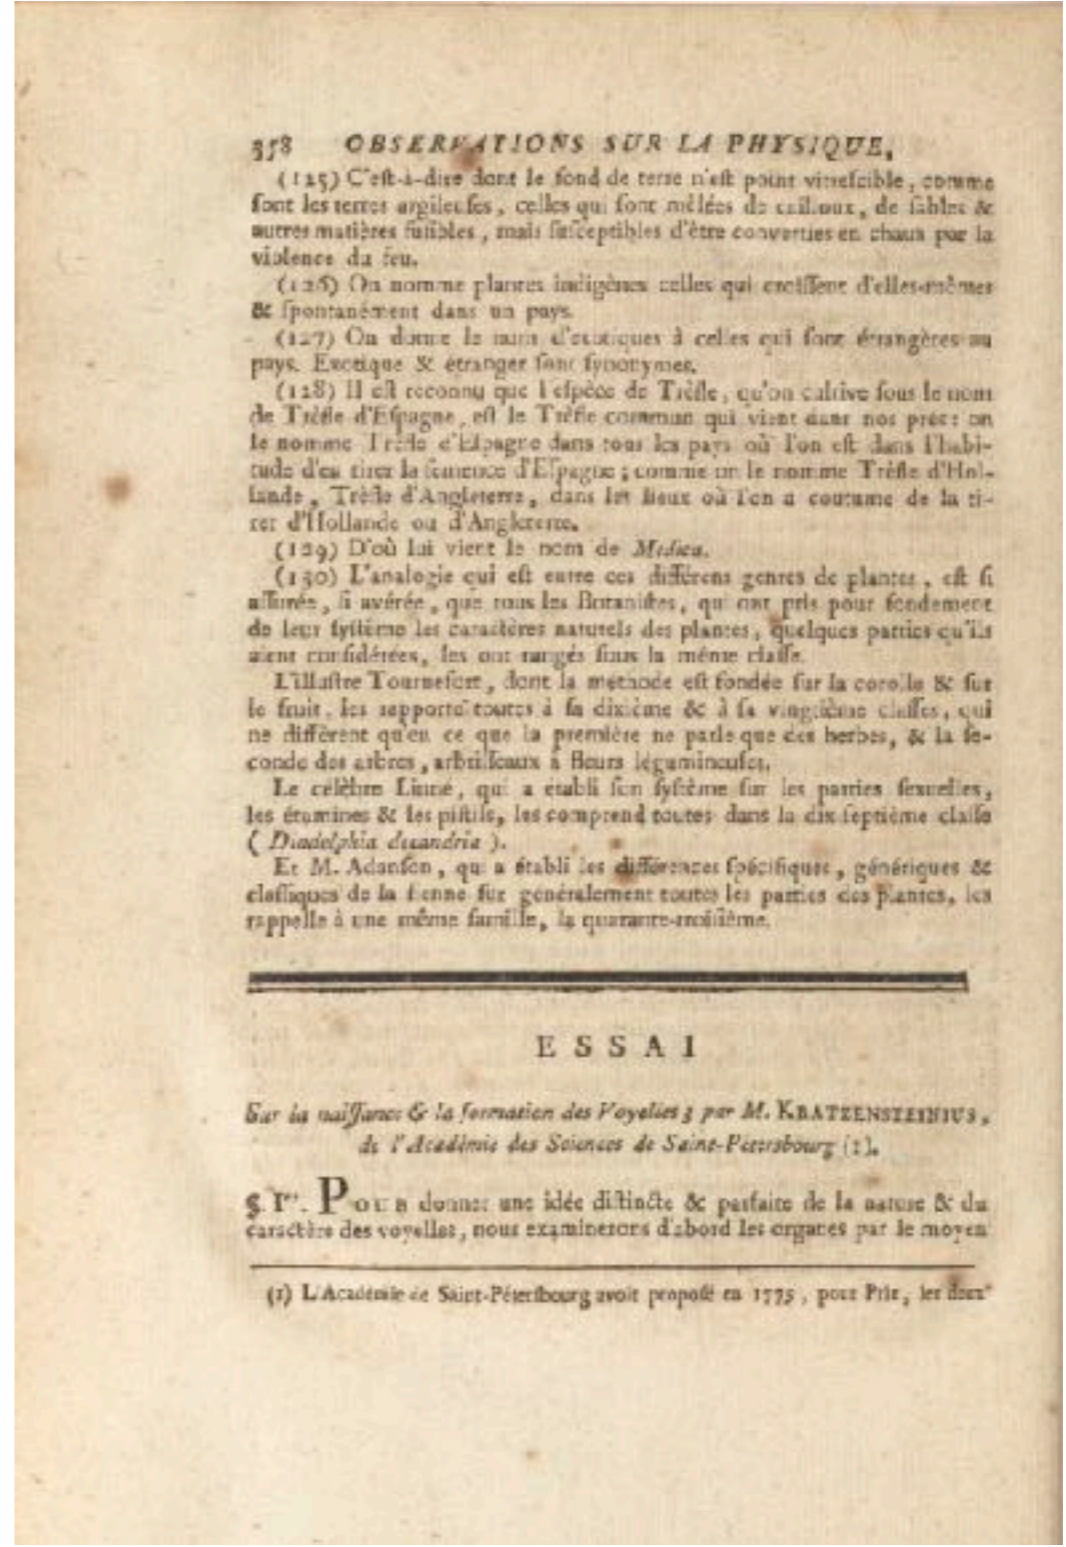 358 OBSERVATIONS SUR LA PHYSIQUE,
(125) C'eſt-à-dire dont le fond de terre n'eſt point vitreſcible, comme
ſont les terres argileuſes, celles qui ſont mêlées de cailloux, de ſables &
autres matières fuſibles, mais ſuſceptibles d'être converties en chaux par la
violence du feu.
(126) On nomme plantes indigènes celles qui croiſſent d'elles-mêmes
& ſpontanément dans un pays.
(127) On donne le nom d'exotiques à celles qui ſont étrangères au
pays. Exotique & étranger ſont ſynonymes.
(128) Il eſt reconnu que l'eſpèce de Trèfle, qu'on cultive ſous le nom
de Trèfle d'Eſpagne, eſt le Trèfle commun qui vient dans nos prés : on
le nomme Trèfle d'Eſpagne dans tous les pays où l'on eſt dans l'habi-
tude d'en tirer la ſemence d'Eſpagne ; comme on le nomme Trèfle d'Hol-
lande, Trèfle d'Angleterre, dans les lieux où l'on a coutume de la ti-
rer d'Hollande ou d'Angleterre.
(129) D'où lui vient le nom de Medica.
(130) L'analogie qui eſt entre ces différens genres de plantes, eſt ſi
aſſurée, ſi avérée, que tous les Botaniſtes, qui ont pris pour fondement
de leur ſyſtême les caractères naturels des plantes, quelques parties qu'ils
aient conſidérées, les ont rangés ſous la même claſſe.
L'illuſtre Tournefort, dont la méthode eſt fondée ſur la corolle & ſur
le fruit, les rapporte toutes à ſa dixième & à ſa vingtième claſſes, qui
ne diffèrent qu'en ce que la première ne parle que des herbes, & la ſe-
conde des arbres, arbriſſeaux à fleurs légumineuſes.
Le célèbre Linné, qui a établi ſon ſyſtême ſur les parties ſexuelles,
les étamines & les piſtils, les comprend toutes dans la dix ſeptième claſſe
( Diadelphia decandria ).
Et M. Adanſon, qui a établi les différences ſpécifiques, génériques &
claſſiques de la ſienne ſur généralement toutes les parties des plantes, les
rappelle à une même famille, la quarante-troiſième.
ESSAI
Sur la naiſſance & la formation des Voyelles ; par M. KRATZENSTEINIUS,
de l'Académie des Sciences de Saint-Pétersbourg (1).
§. Ier. POUR donner une idée diſtincte & parfaite de la nature & du
caractère des voyelles, nous examinerons d'abord les organes par le moyen
(1) L'Académie de Saint-Pétersbourg avoit propoſé en 1775, pour Prix, les deux